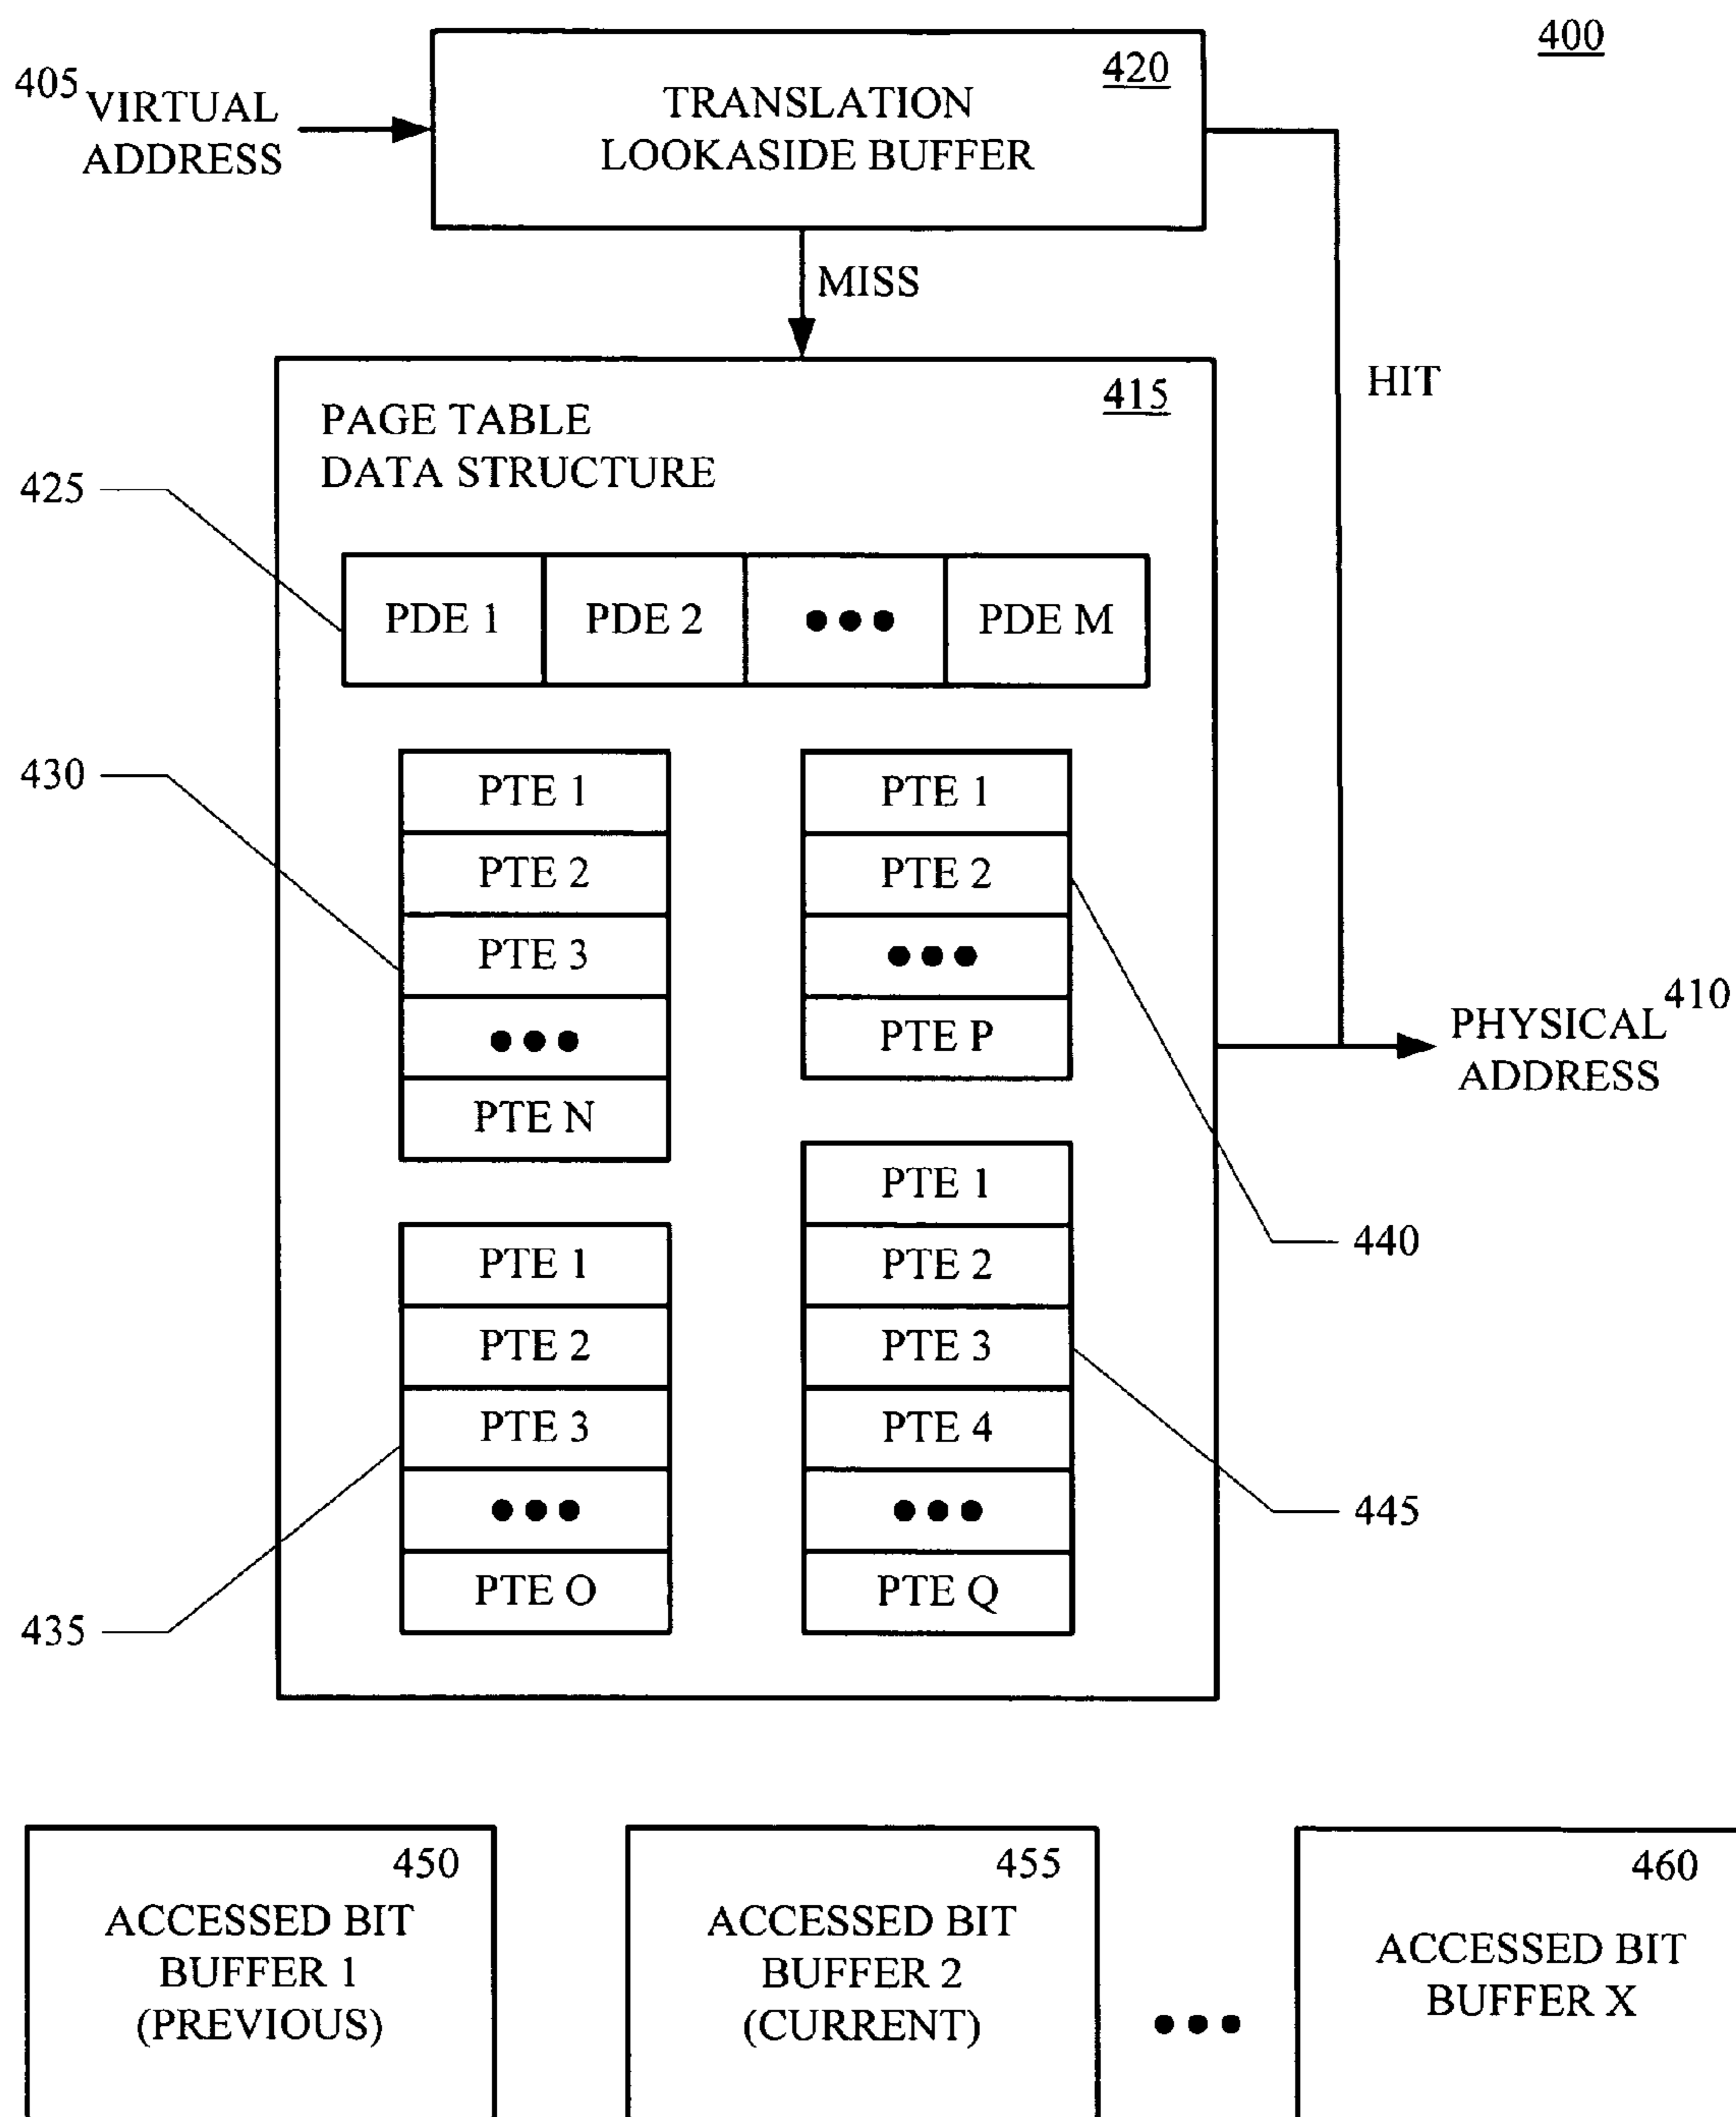 400
405
VIRTUAL
ADDRESS
420
TRANSLATION
LOOKASIDE BUFFER
MISS
HIT
415
PAGE TABLE
DATA STRUCTURE
425
PDE 1
PDE 2
●●●
PDE M
430
PTE 1
PTE 2
PTE 3
●●●
PTE N
PTE 1
PTE 2
●●●
PTE P
440
410
PHYSICAL
ADDRESS
435
PTE 1
PTE 2
PTE 3
●●●
PTE O
PTE 1
PTE 2
PTE 3
PTE 4
●●●
PTE Q
445
450
ACCESSED BIT
BUFFER 1
(PREVIOUS)
455
ACCESSED BIT
BUFFER 2
(CURRENT)
●●●
460
ACCESSED BIT
BUFFER X